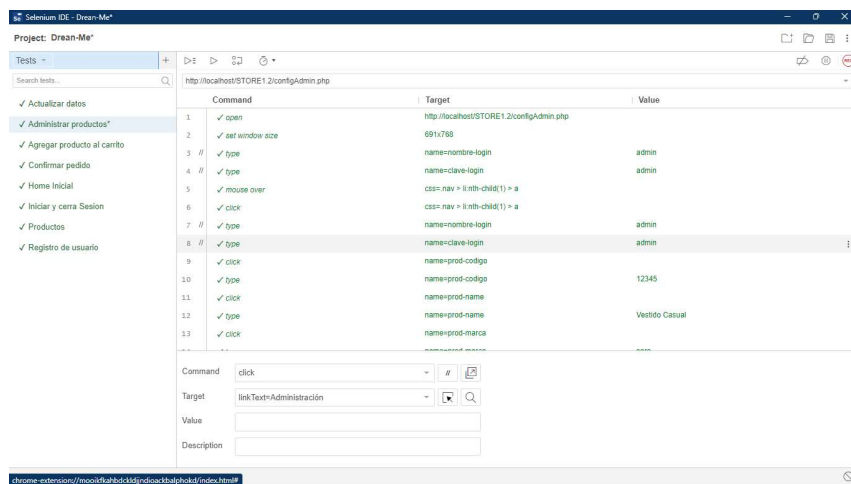 Selenium IDE - Drean-Me*
Project: Drean-Me*
Tests
Search tests...
http://localhost/STORE1.2/configAdmin.php
✓ Actualizar datos
✓ Administrar productos*
✓ Agregar producto al carrito
✓ Confirmar pedido
✓ Home Inicial
✓ Iniciar y cerra Sesion
✓ Productos
✓ Registro de usuario
Command Target Value
1 ✓ open http://localhost/STORE1.2/configAdmin.php
2 ✓ set window size 691x768
3 // ✓ type name=nombre-login admin
4 // ✓ type name=clave-login admin
5 ✓ mouse over css=.nav > li:nth-child(1) > a
6 ✓ click css=.nav > li:nth-child(1) > a
7 // ✓ type name=nombre-login admin
8 // ✓ type name=clave-login admin
9 ✓ click name=prod-codigo
10 ✓ type name=prod-codigo 12345
11 ✓ click name=prod-name
12 ✓ type name=prod-name Vestido Casual
13 ✓ click name=prod-marca
Command click //
Target linkText=Administración
Value
Description
chrome-extension://mooikfkahbdckldjjndioackbalphokd/index.html#